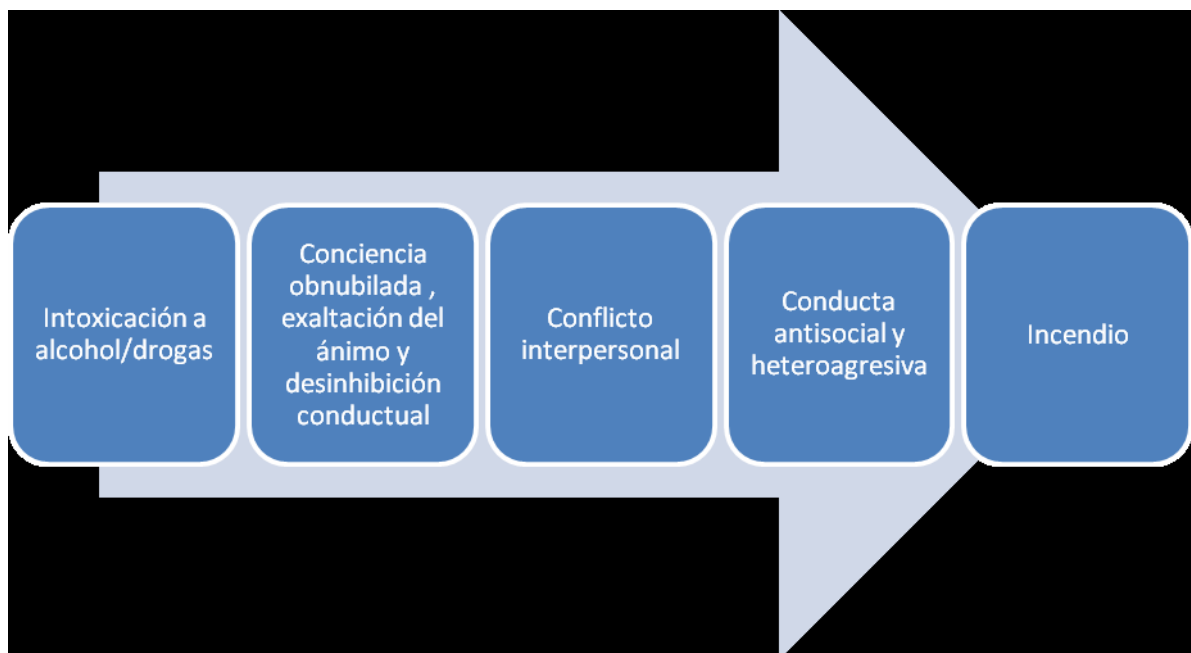 Intoxicación a
alcohol/drogas
Conciencia
obnubilada ,
exaltación del
ánimo y
desinhibición
conductual
Conflicto
interpersonal
Conducta
antisocial y
heteroagresiva
Incendio